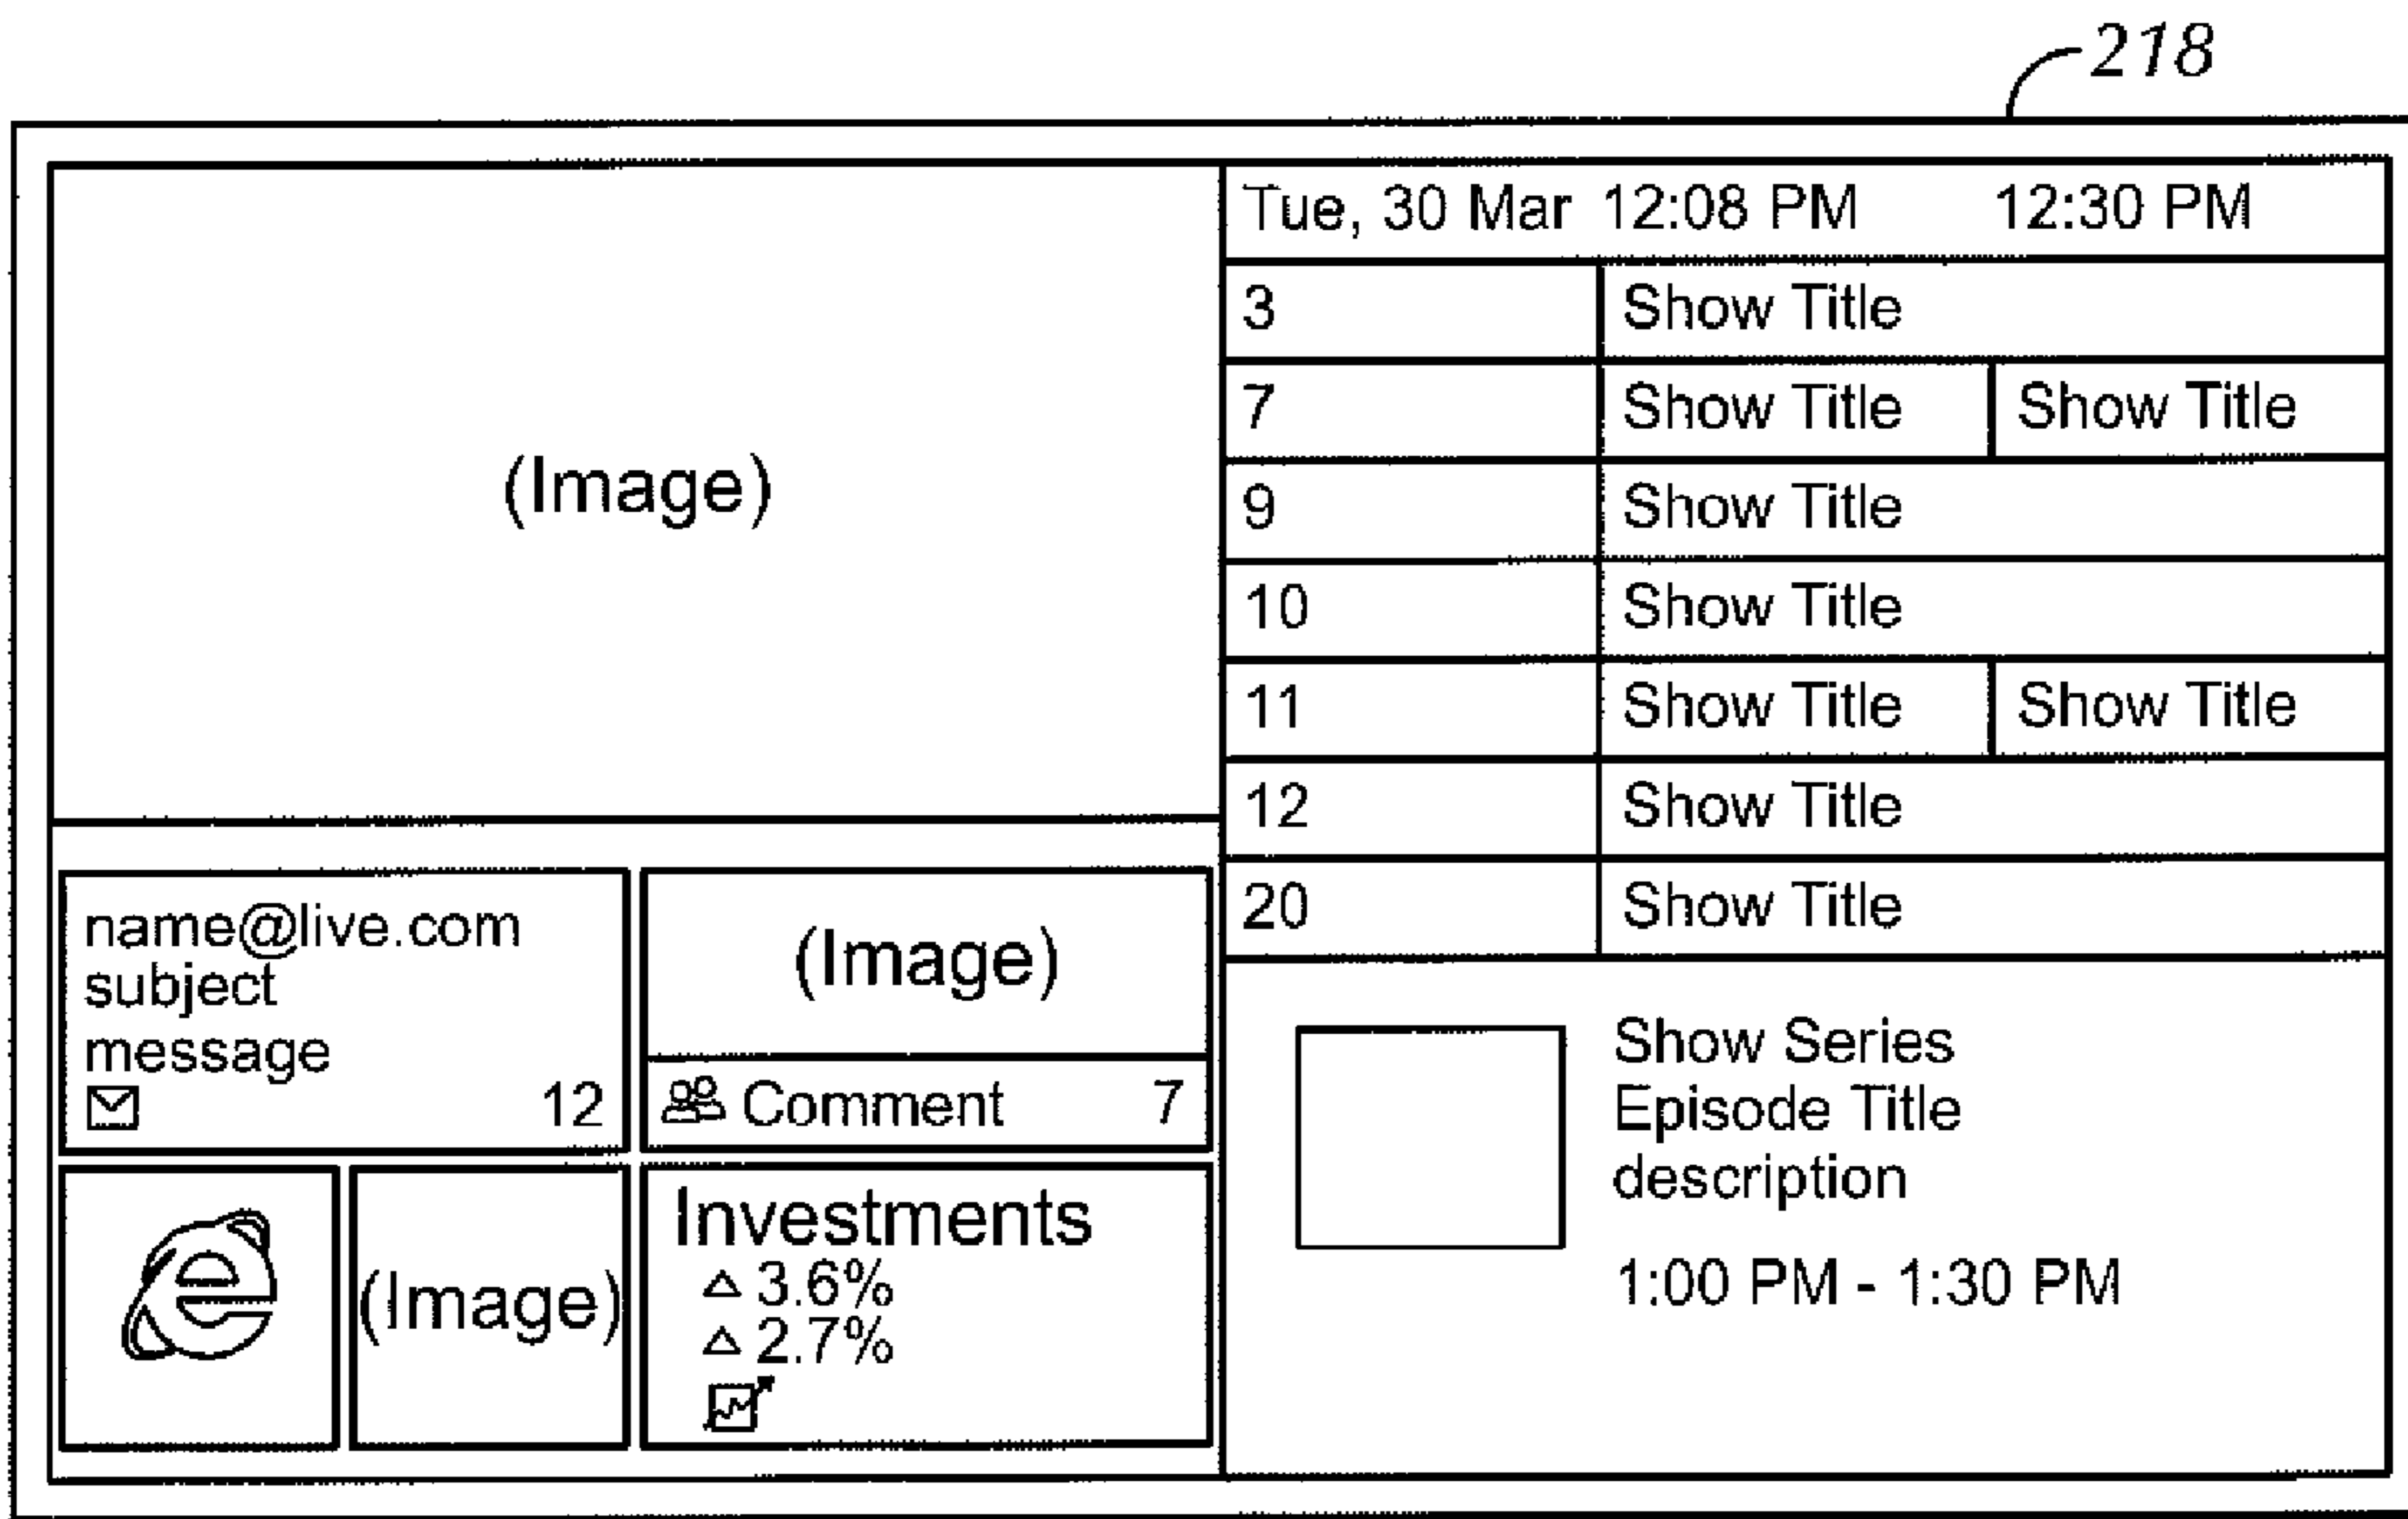 218
(Image)
Tue, 30 Mar 12:08 PM 12:30 PM
3 Show Title
7 Show Title Show Title
9 Show Title
10 Show Title
11 Show Title Show Title
12 Show Title
20 Show Title
name@live.com
subject
message
12
(Image)
Comment 7
(Image)
Investments
3.6%
2.7%
Show Series
Episode Title
description
1:00 PM - 1:30 PM